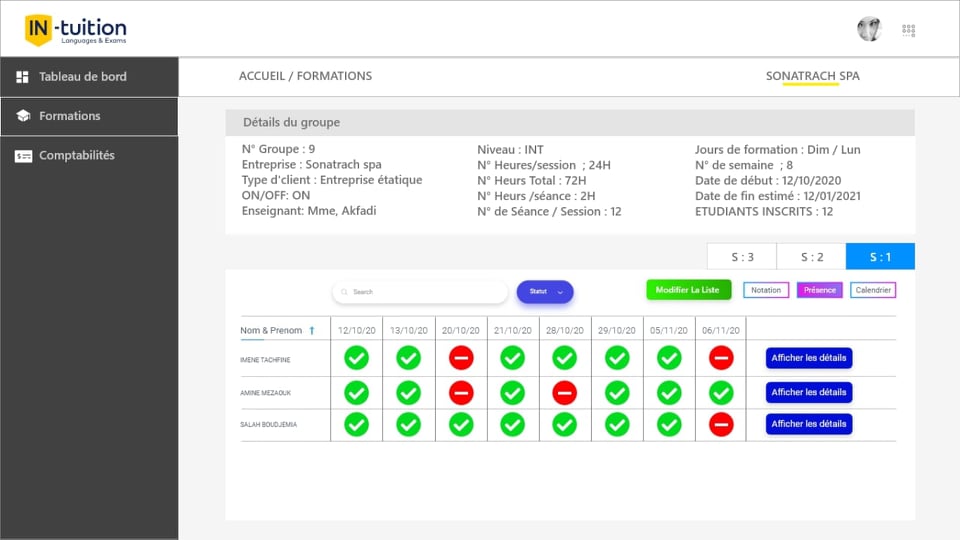 IN-tuition
Languages & Exams
Tableau de bord
Formations
Comptabilités
ACCUEIL / FORMATIONS
SONATRACH SPA
Détails du groupe
N° Groupe : 9
Entreprise : Sonatrach spa
Type d'client : Entreprise étatique
ON/OFF: ON
Enseignant: Mme, Akfadi
Niveau : INT
N° Heures/session ; 24H
N° Heurs Total : 72H
N° Heurs /séance : 2H
N° de Séance / Session : 12
Jours de formation : Dim / Lun
N° de semaine ; 8
Date de début : 12/10/2020
Date de fin estimé : 12/01/2021
ETUDIANTS INSCRITS : 12
S : 3
S : 2
S : 1
Search
Statut
Modifier La Liste
Notation
Présence
Calendrier
Nom & Prenom
12/10/20
13/10/20
20/10/20
21/10/20
28/10/20
29/10/20
05/11/20
06/11/20
IMENE TACHFINE
Afficher les détails
AMINE MEZAOUK
Afficher les détails
SALAH BOUDJEMIA
Afficher les détails